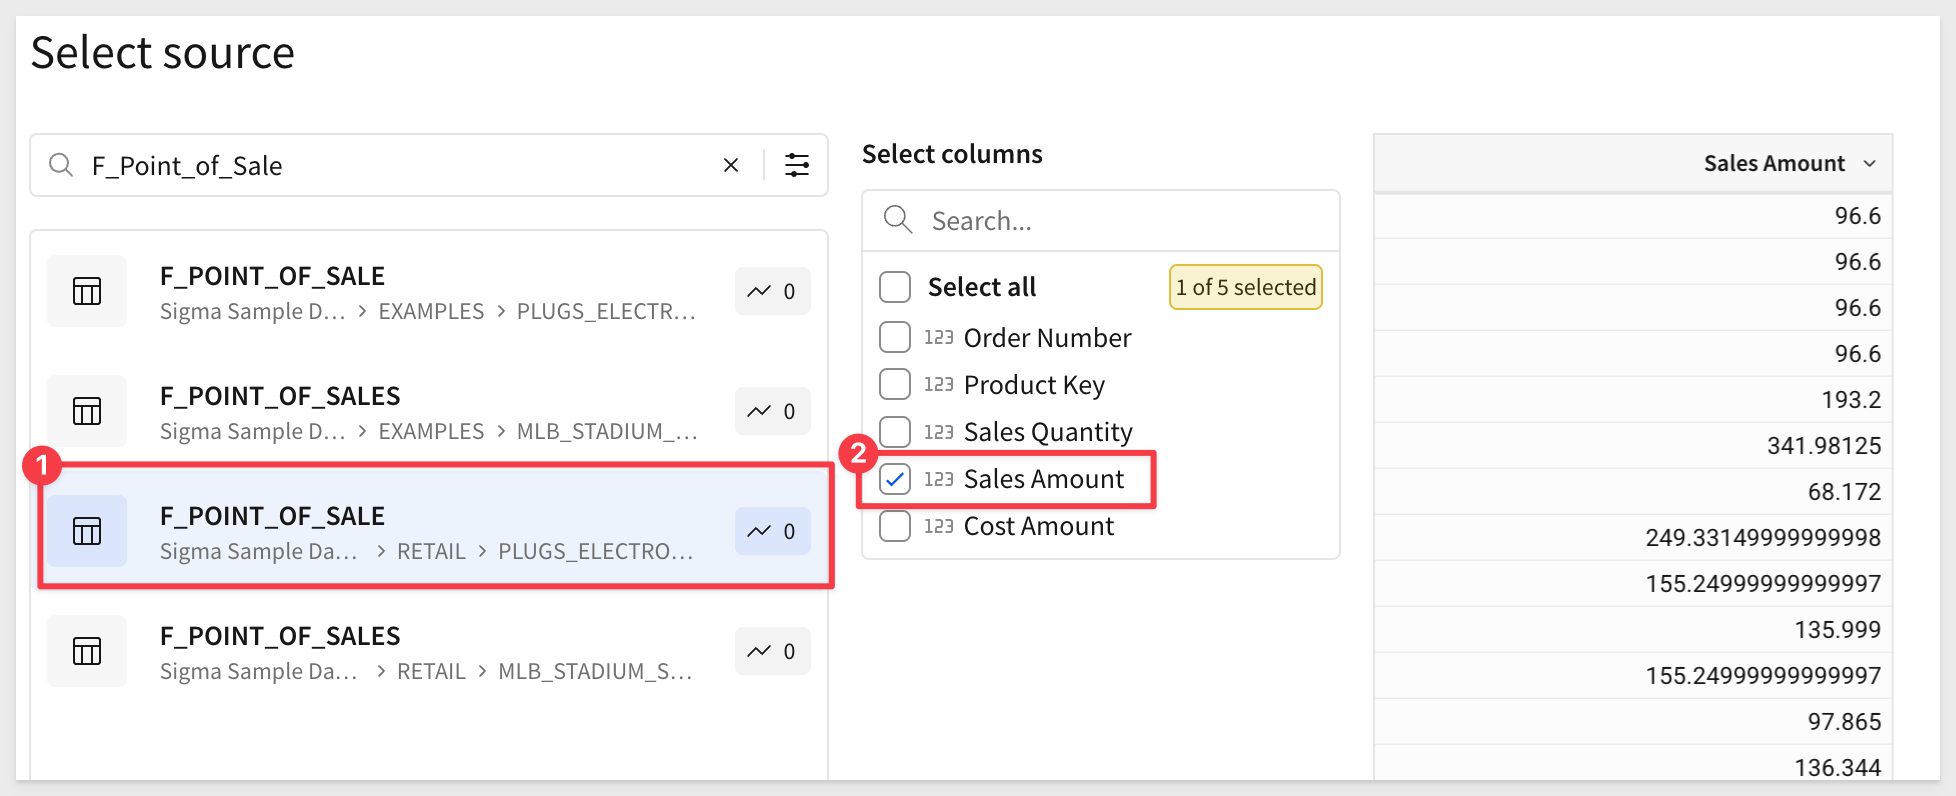 Select source
F_Point_of_Sale
F_POINT_OF_SALE
Sigma Sample D... > EXAMPLES > PLUGS_ELECTR...
0
F_POINT_OF_SALES
Sigma Sample D... > EXAMPLES > MLB_STADIUM_...
0
1
F_POINT_OF_SALE
Sigma Sample Da... > RETAIL > PLUGS_ELECTRO...
0
F_POINT_OF_SALES
Sigma Sample Da... > RETAIL > MLB_STADIUM_S...
0
Select columns
Search...
Select all
1 of 5 selected
123 Order Number
123 Product Key
123 Sales Quantity
2
123 Sales Amount
123 Cost Amount
Sales Amount
96.6
96.6
96.6
96.6
193.2
341.98125
68.172
249.33149999999998
155.24999999999997
135.999
155.24999999999997
97.865
136.344